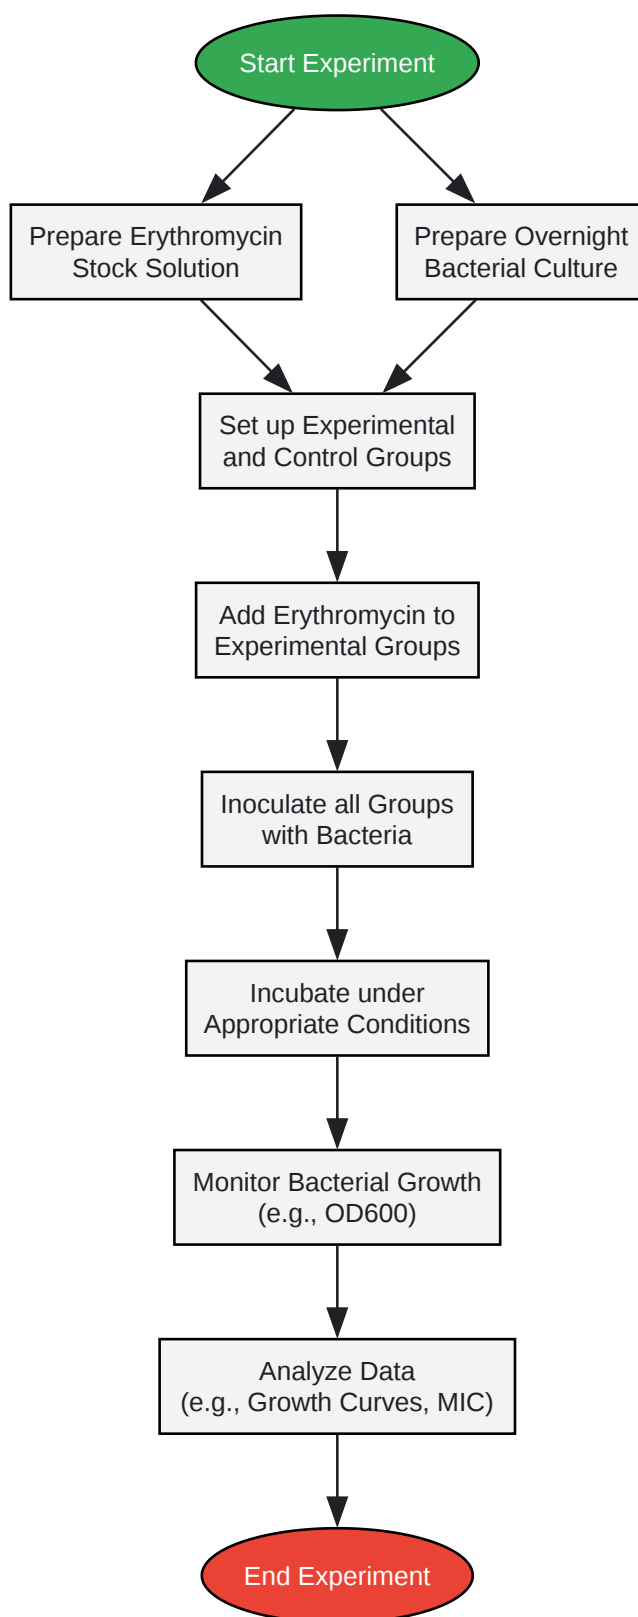 Start Experiment
Prepare Erythromycin
Stock Solution
Prepare Overnight
Bacterial Culture
Set up Experimental
and Control Groups
Add Erythromycin to
Experimental Groups
Inoculate all Groups
with Bacteria
Incubate under
Appropriate Conditions
Monitor Bacterial Growth
(e.g., OD600)
Analyze Data
(e.g., Growth Curves, MIC)
End Experiment